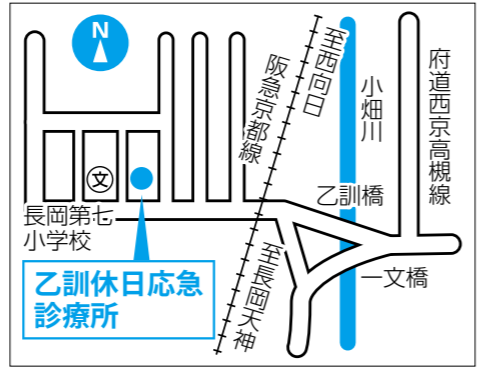 N
至西向日
阪急京都線
小畑川
府道西京高槻線
文
乙訓橋
長岡第七
小学校
至長岡天神
一文橋
乙訓休日応急
診療所